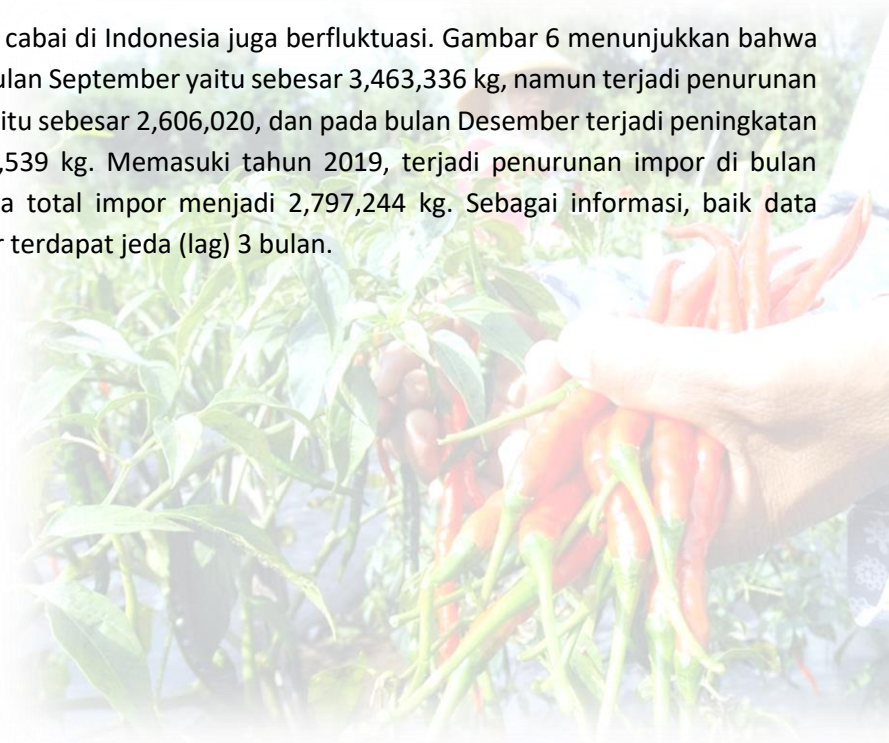 cabai di Indonesia juga berfluktuasi. Gambar 6 menunjukkan bahwa
ulan September yaitu sebesar 3,463,336 kg, namun terjadi penurunan
itu sebesar 2,606,020, dan pada bulan Desember terjadi peningkatan
,539 kg. Memasuki tahun 2019, terjadi penurunan impor di bulan
a total impor menjadi 2,797,244 kg. Sebagai informasi, baik data
r terdapat jeda (lag) 3 bulan.